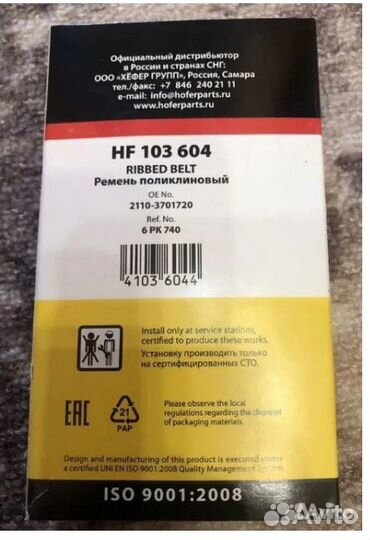 Официальный дистрибьютор
в России и странах СНГ:
ООО «ХЕФЕР ГРУПП», Россия, Самара
тел./факс: +7 846 240 21 11
e-mail: info@hoferparts.ru
www.hoferparts.ru
HF 103 604
RIBBED BELT
Ремень поликлиновый
OE No.
2110-3701720
Ref. No.
6 PK 740
41036044
Install only at service stations,
certified to produce these works.
Установку производить только
на сертифицированных СТО.
EAC
21
PAP
Please observe the local
regulations regarding the disposal
of packaging materials.
Design and manufacturing of this product is executed under
a certified UNI EN ISO 9001:2008 Quality Management System
ISO 9001:2008
Avito